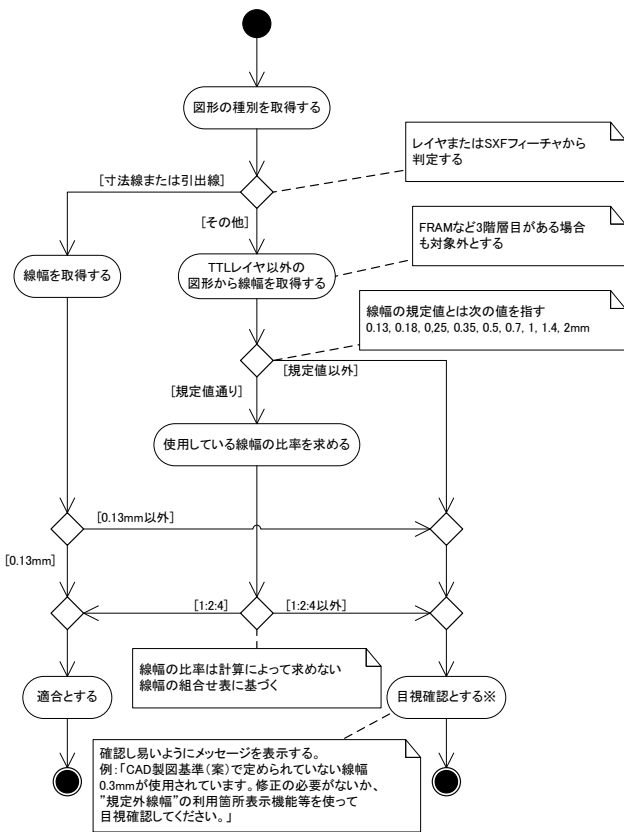 図形の種別を取得する
レイヤまたはSXFフィーチャから
判定する
[寸法線または引出線]
[その他]
FRAMなど3階層目がある場合
も対象外とする
線幅を取得する
TTLレイヤ以外の
図形から線幅を取得する
線幅の規定値とは次の値を指す
0.13, 0.18, 0,25, 0.35, 0.5, 0.7, 1, 1.4, 2mm
[規定値以外]
[規定値通り]
使用している線幅の比率を求める
[0.13mm以外]
[0.13mm]
[1:2:4]
[1:2:4以外]
線幅の比率は計算によって求めない
線幅の組合せ表に基づく
適合とする
目視確認とする※
確認し易いようにメッセージを表示する。
例:「CAD製図基準(案)で定められていない線幅
0.3mmが使用されています。修正の必要がないか、
”規定外線幅”の利用箇所表示機能等を使って
目視確認してください。」